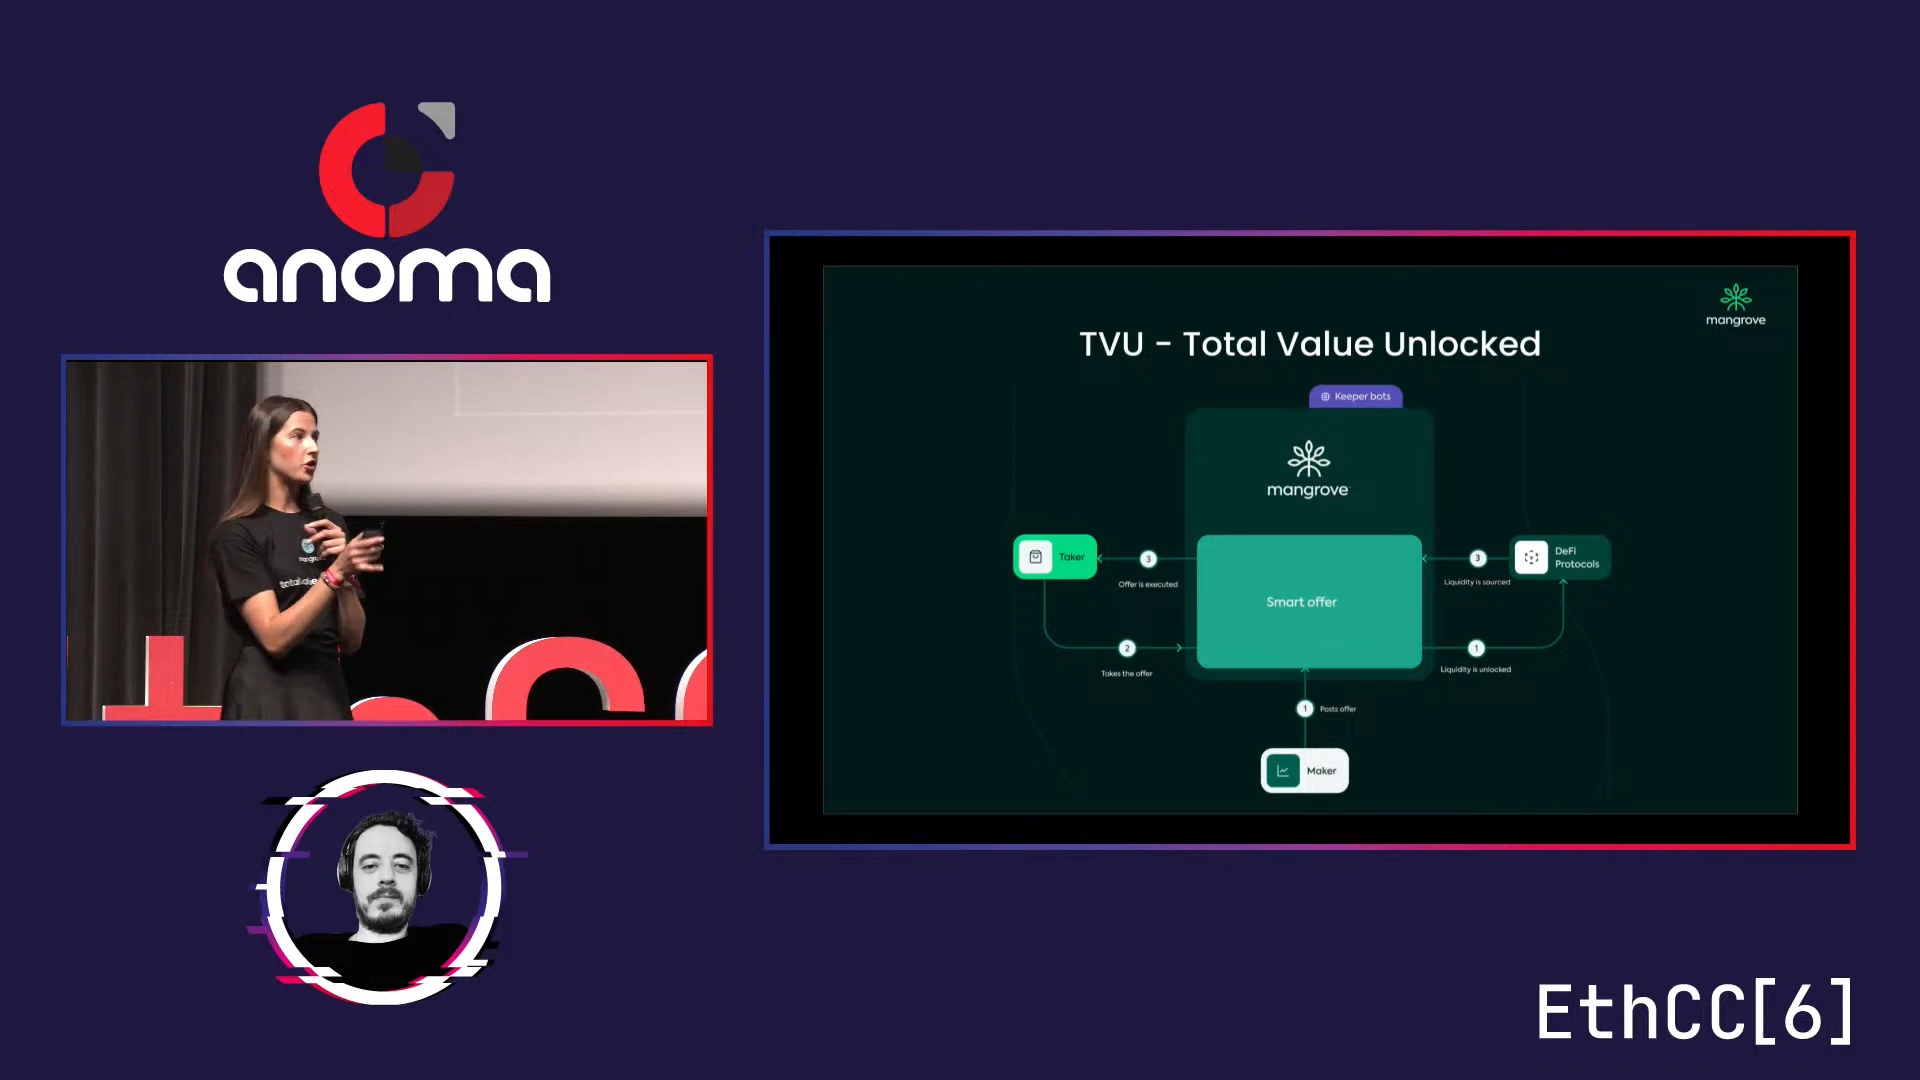 anoma
mangrove
TVU - Total Value Unlocked
Keeper bots
mangrove
Taker
3
Offer is executed
Smart offer
3
Liquidity is sourced
DeFi
Protocols
2
Takes the offer
1
Liquidity is unlocked
1
Posts offer
Maker
EthCC[6]